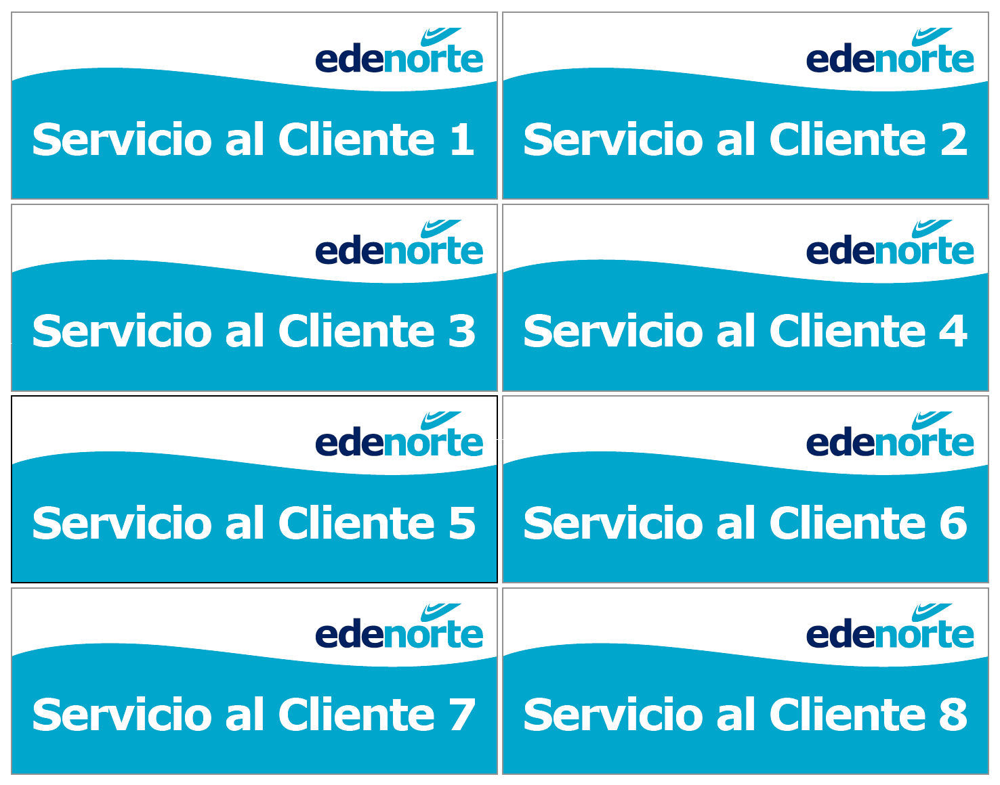 edenorte
Servicio al Cliente 1
edenorte
Servicio al Cliente 2
edenorte
Servicio al Cliente 3
edenorte
Servicio al Cliente 4
edenorte
Servicio al Cliente 5
edenorte
Servicio al Cliente 6
edenorte
Servicio al Cliente 7
edenorte
Servicio al Cliente 8